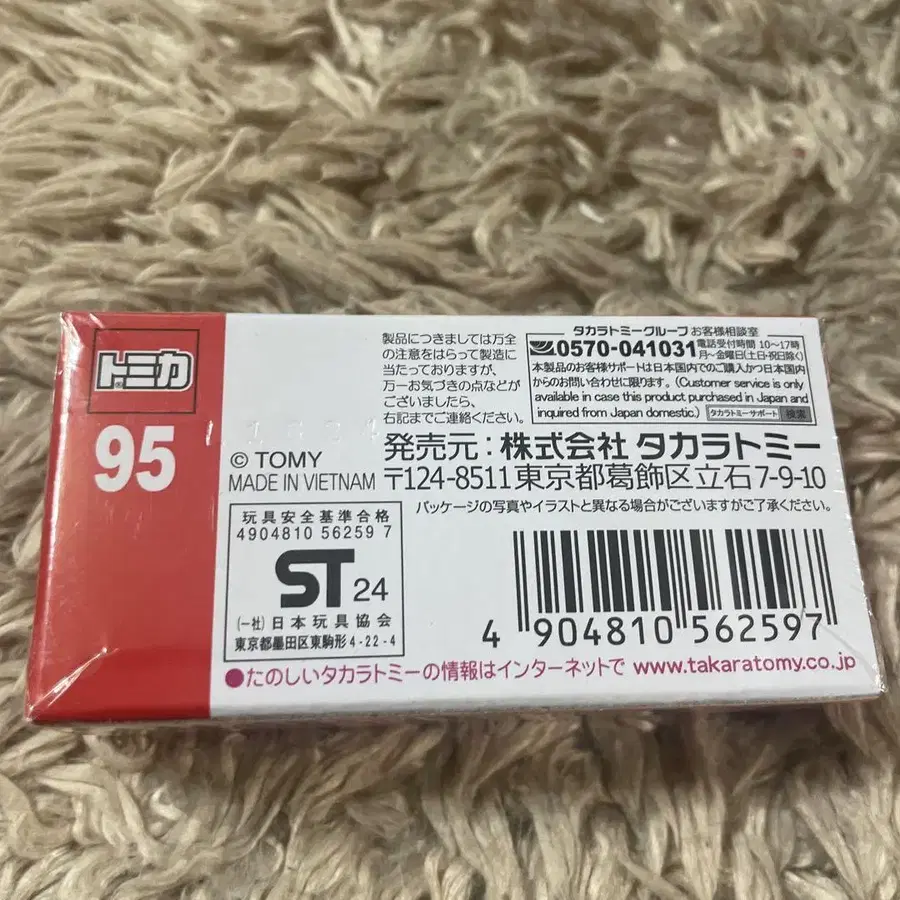 トミカ
95
© TOMY
MADE IN VIETNAM
製品につきましては万全
の注意をはらって製造に
当たっておりますが、
万一お気づきの点などが
ございましたら、
右記までご連絡ください。
タカラトミーグループ お客様相談室
0570-041031
電話受付時間 10〜17時
月〜金曜日(土日・祝日除く)
本製品のお客様サポートは日本国内でのご購入かつ日本国内
からのお問い合わせに限ります。(Customer service is only
available in case this product purchased in Japan and
inquired from Japan domestic.) タカラトミーサポート 検索
発売元：株式会社 タカラトミー
〒124-8511東京都葛飾区立石7-9-10
パッケージの写真やイラストと異なる場合がございますがご了承ください。
玩具安全基準合格
4904810 56259 7
ST 24
(一社)日本玩具協会
東京都墨田区東駒形4-22-4
4 904810 562597
●たのしいタカラトミーの情報はインターネットで www.takaratomy.co.jp